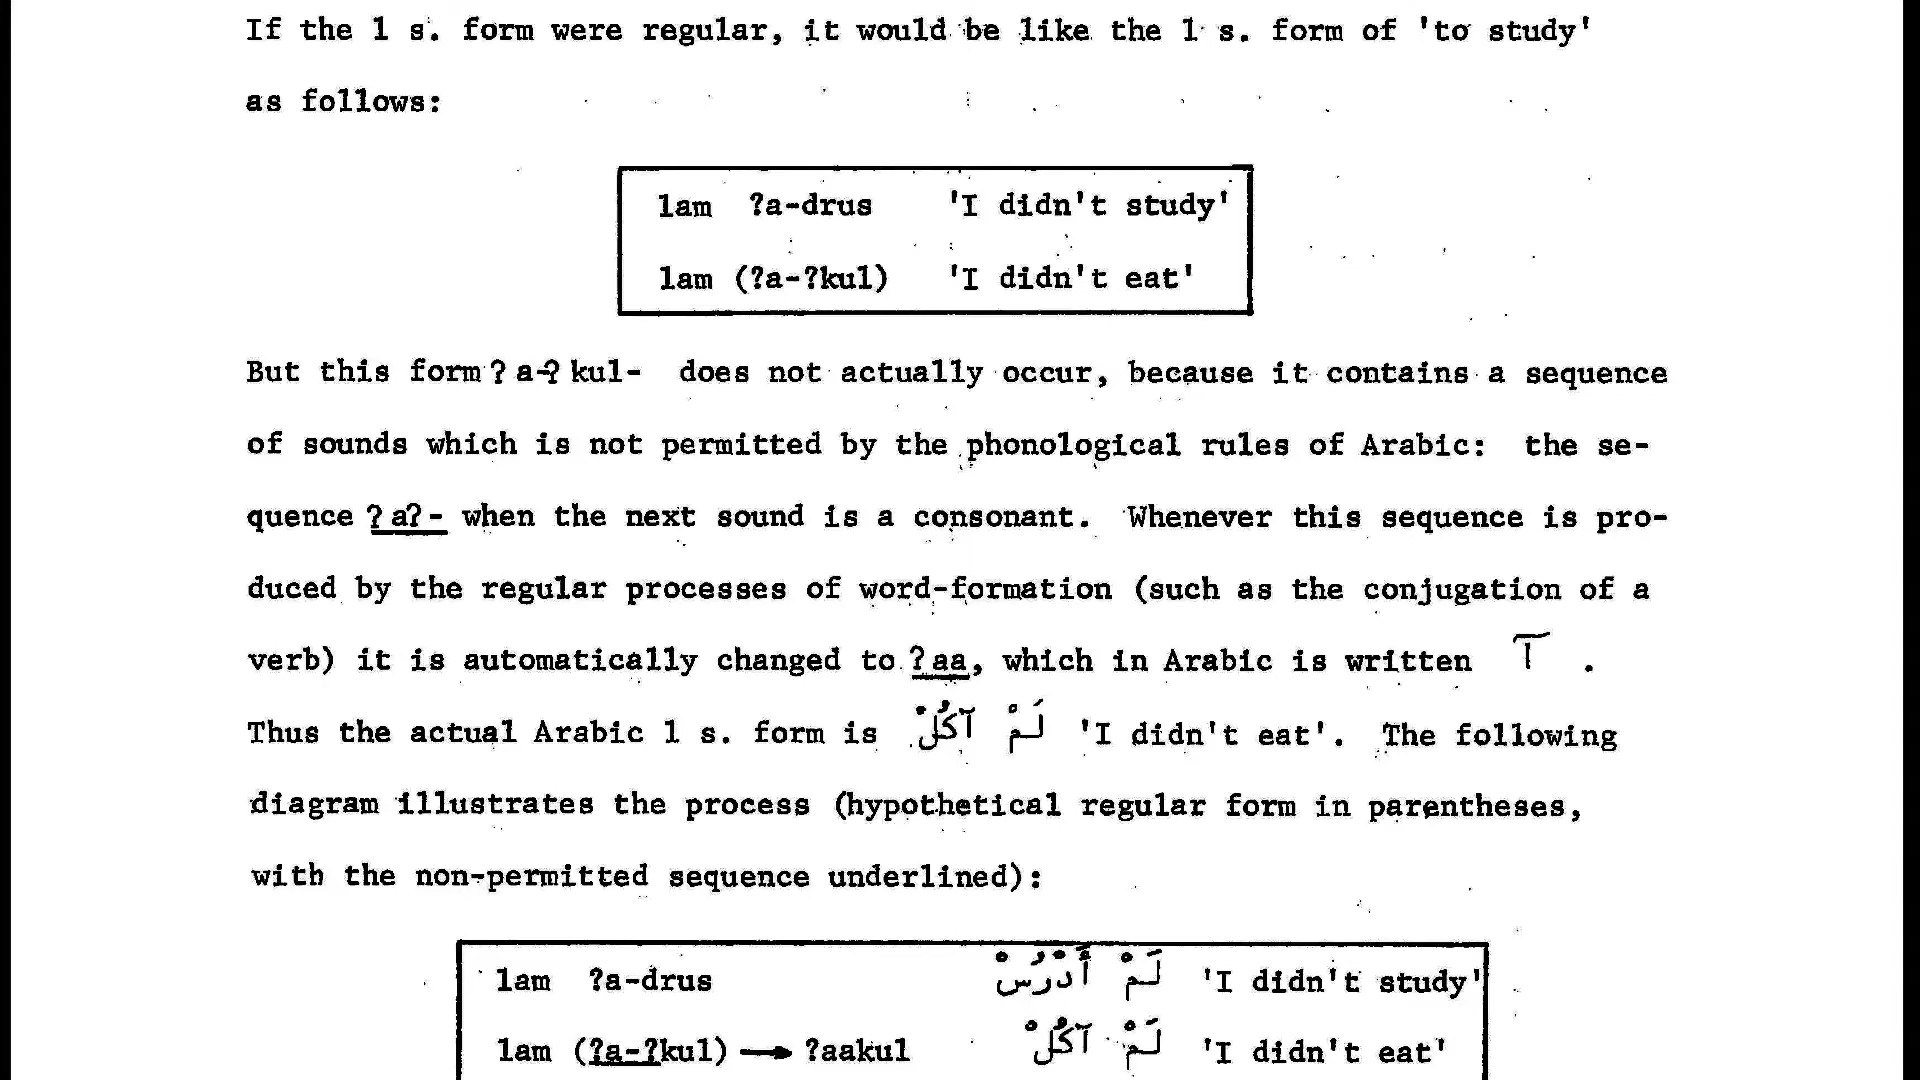 If the 1 s. form were regular, it would be like the 1 s. form of 'to study'
as follows:
lam ?a-drus 'I didn't study'
lam (?a-?kul) 'I didn't eat'
But this form ?a-?kul- does not actually occur, because it contains a sequence
of sounds which is not permitted by the phonological rules of Arabic: the se-
quence ?a?- when the next sound is a consonant. Whenever this sequence is pro-
duced by the regular processes of word-formation (such as the conjugation of a
verb) it is automatically changed to ?aa, which in Arabic is written آ .
Thus the actual Arabic 1 s. form is لَمْ آكُلْ 'I didn't eat'. The following
diagram illustrates the process (hypothetical regular form in parentheses,
with the non-permitted sequence underlined):
lam ?a-drus لَمْ أَدْرُسْ 'I didn't study'
lam (?a-?kul) → ?aakul لَمْ آكُلْ 'I didn't eat'